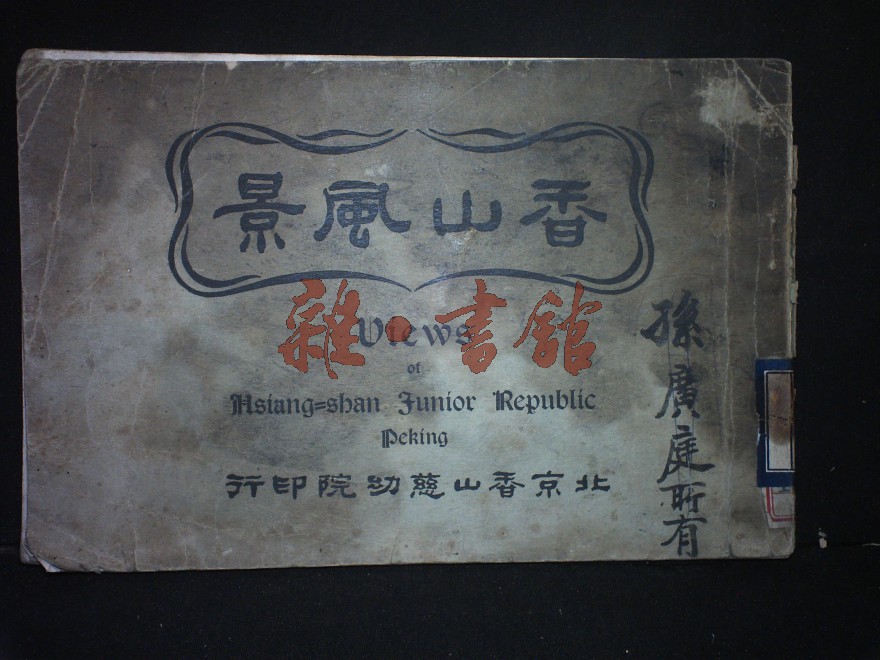 香山風景
Views
of
Hsiang-shan Junior Republic
Peking
北京香山慈幼院印行
孫廣庭所有
雜·書舘